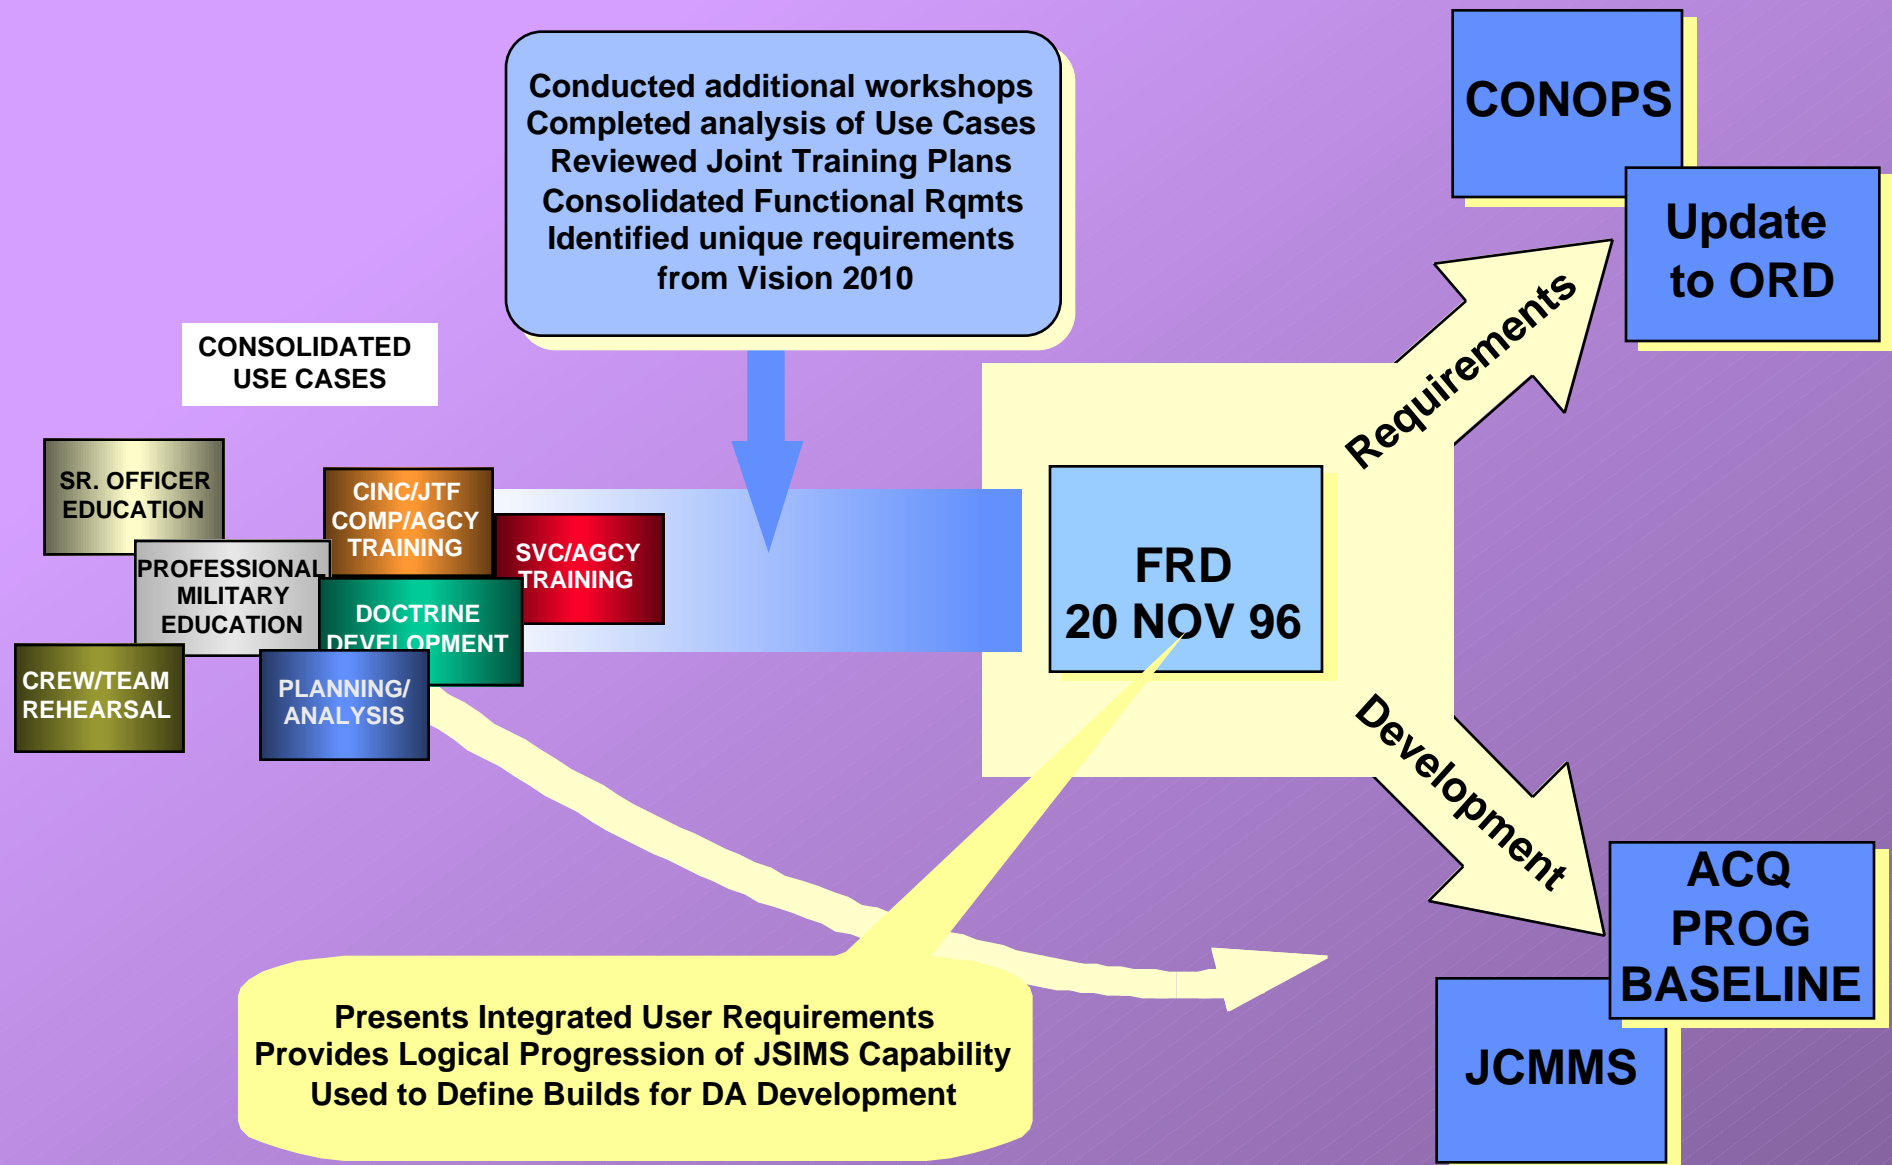 Conducted additional workshops
Completed analysis of Use Cases
Reviewed Joint Training Plans
Consolidated Functional Rqmts
Identified unique requirements
from Vision 2010
CONOPS
Update
to ORD
Requirements
CONSOLIDATED
USE CASES
SR. OFFICER
EDUCATION
CINC/JTF
COMP/AGCY
TRAINING
SVC/AGCY
TRAINING
PROFESSIONAL
MILITARY
EDUCATION
DOCTRINE
DEVELOPMENT
CREW/TEAM
REHEARSAL
PLANNING/
ANALYSIS
FRD
20 NOV 96
Development
ACQ
PROG
BASELINE
JCMMS
Presents Integrated User Requirements
Provides Logical Progression of JSIMS Capability
Used to Define Builds for DA Development